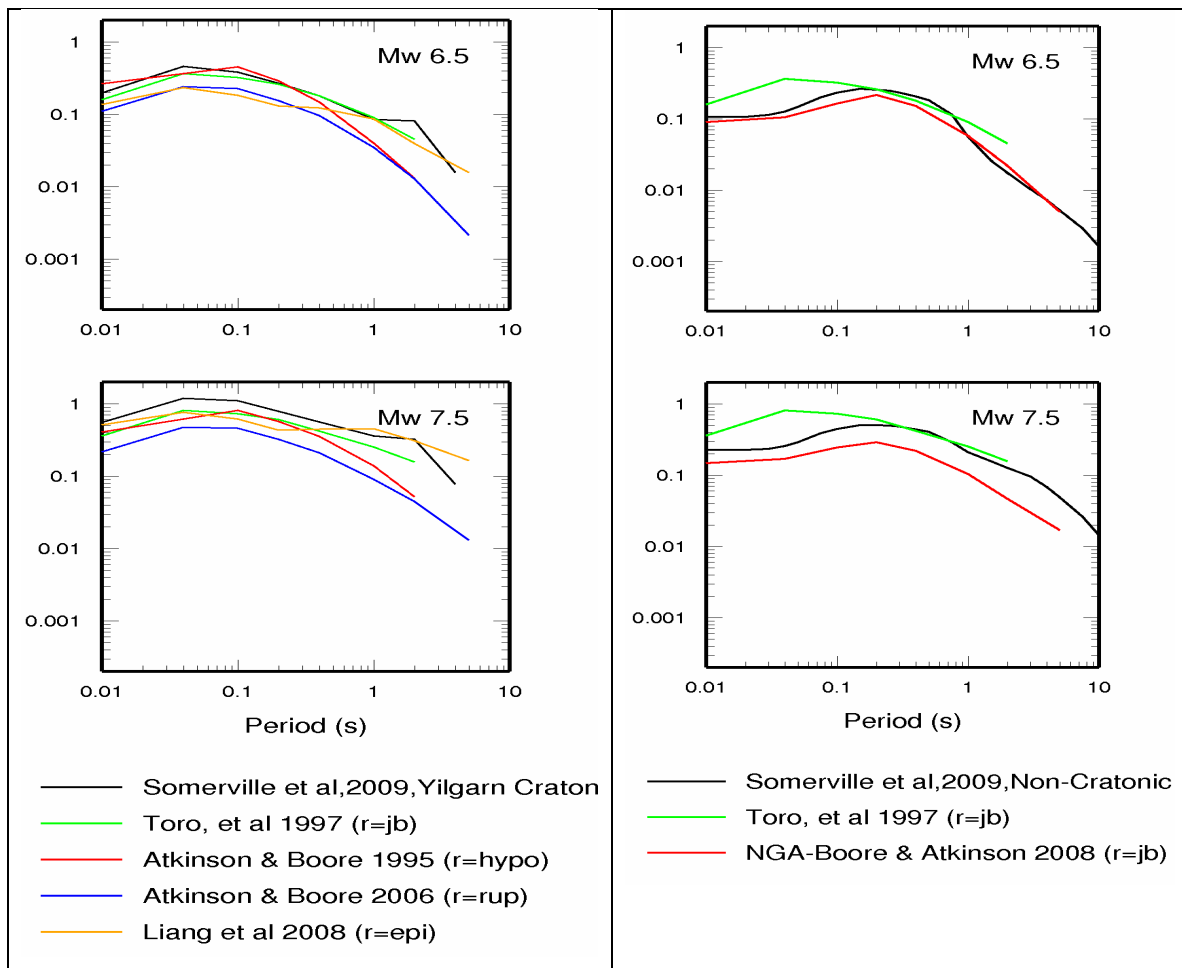 Mw 6.5
1
0.1
0.01
0.001
0.01 0.1 1 10
Mw 7.5
1
0.1
0.01
0.001
0.01 0.1 1 10
Period (s)
Somerville et al,2009,Yilgarn Craton
Toro, et al 1997 (r=jb)
Atkinson & Boore 1995 (r=hypo)
Atkinson & Boore 2006 (r=rup)
Liang et al 2008 (r=epi)
Mw 6.5
1
0.1
0.01
0.001
0.01 0.1 1 10
Mw 7.5
1
0.1
0.01
0.001
0.01 0.1 1 10
Period (s)
Somerville et al,2009,Non-Cratonic
Toro, et al 1997 (r=jb)
NGA-Boore & Atkinson 2008 (r=jb)